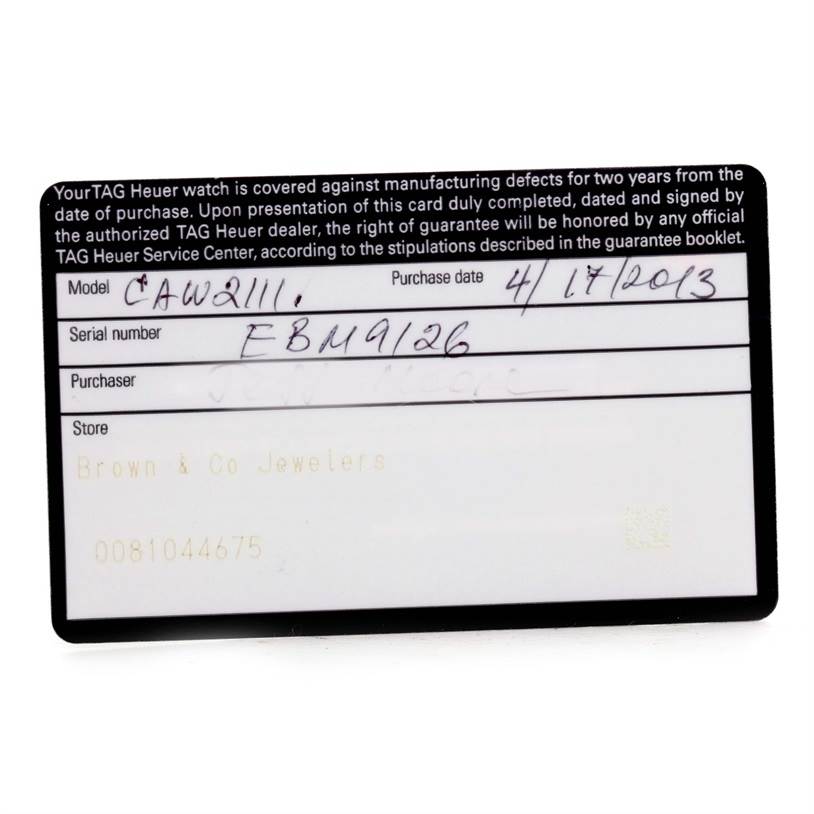 Your TAG Heuer watch is covered against manufacturing defects for two years from the
date of purchase. Upon presentation of this card duly completed, dated and signed by
the authorized TAG Heuer dealer, the right of guarantee will be honored by any official
TAG Heuer Service Center, according to the stipulations described in the guarantee booklet.
Model CAW2111. Purchase date 4/17/2013
Serial number EBM9126
Purchaser
Store
Brown & Co Jewelers
0081044675